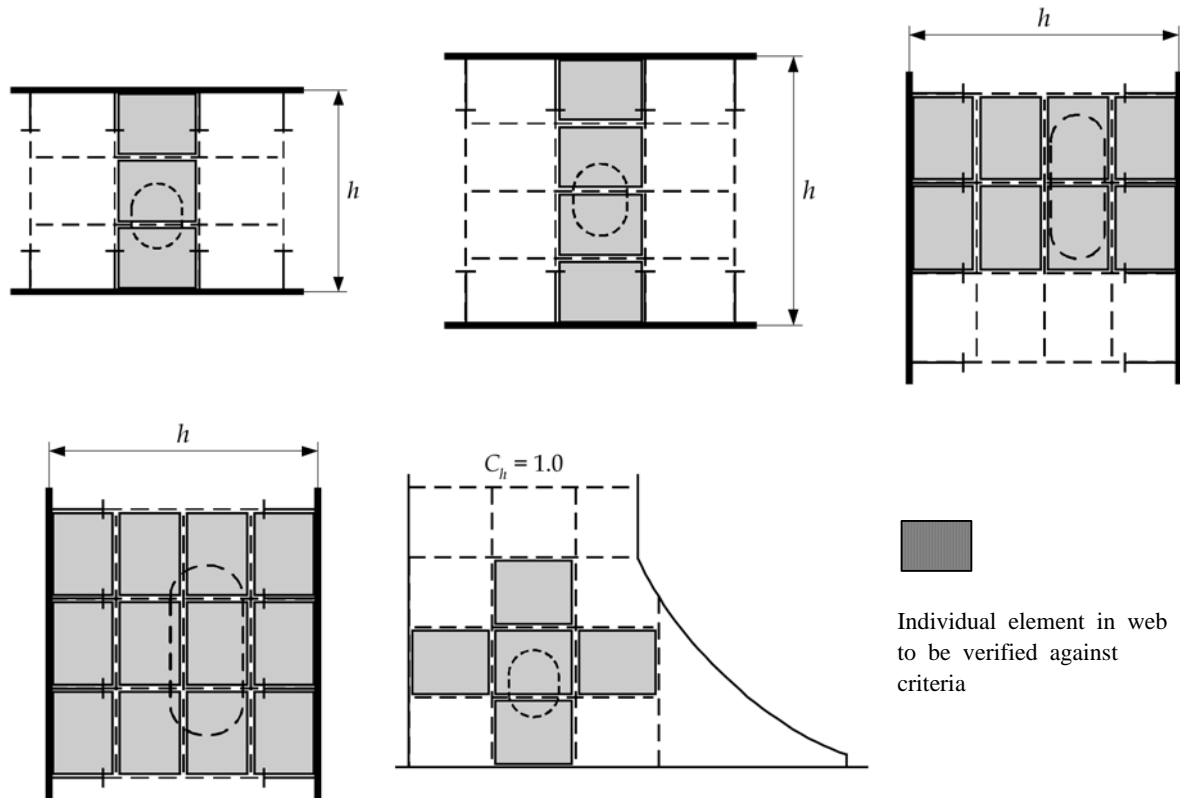 h
h
h
h
C_h = 1.0
Individual element in web
to be verified against
criteria